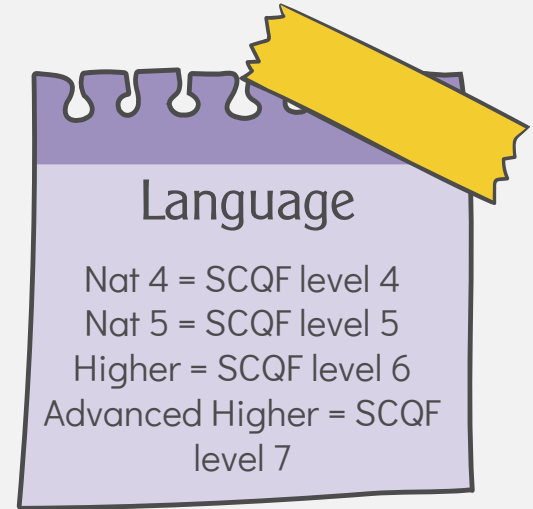 Language
Nat 4 = SCQF level 4
Nat 5 = SCQF level 5
Higher = SCQF level 6
Advanced Higher = SCQF
level 7